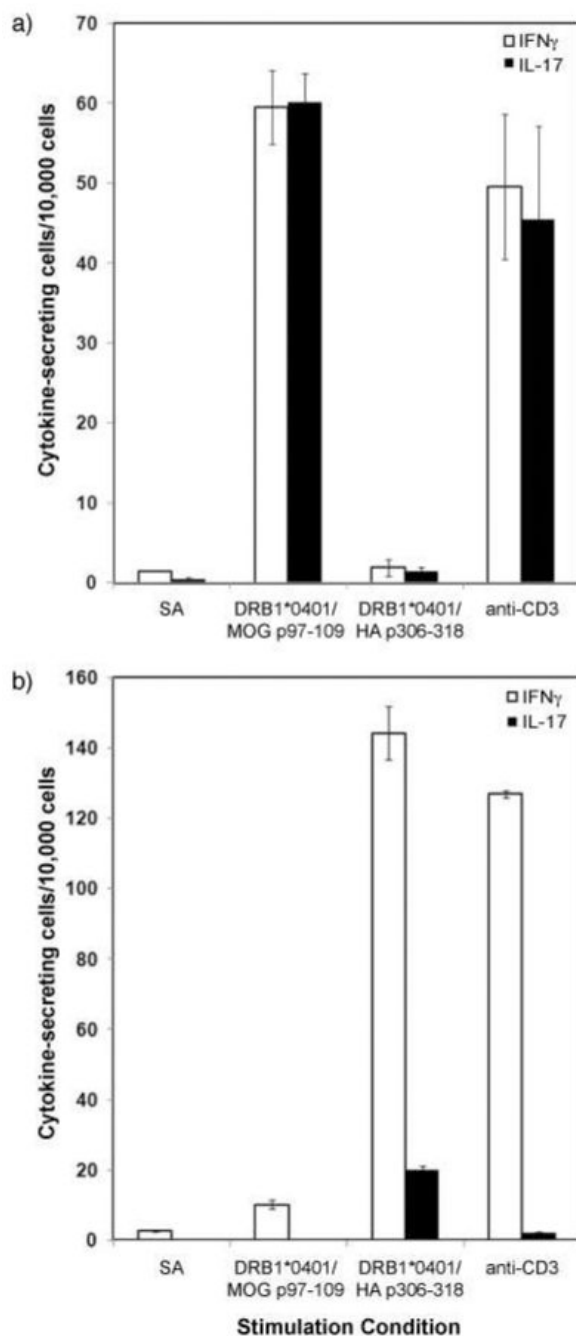 a)
Cytokine-secreting cells/10,000 cells
70
60
50
40
30
20
10
0
IFNγ
IL-17
SA
DRB1*0401/
MOG p97-109
DRB1*0401/
HA p306-318
anti-CD3
b)
Cytokine-secreting cells/10,000 cells
160
140
120
100
80
60
40
20
0
IFNγ
IL-17
SA
DRB1*0401/
MOG p97-109
DRB1*0401/
HA p306-318
anti-CD3
Stimulation Condition